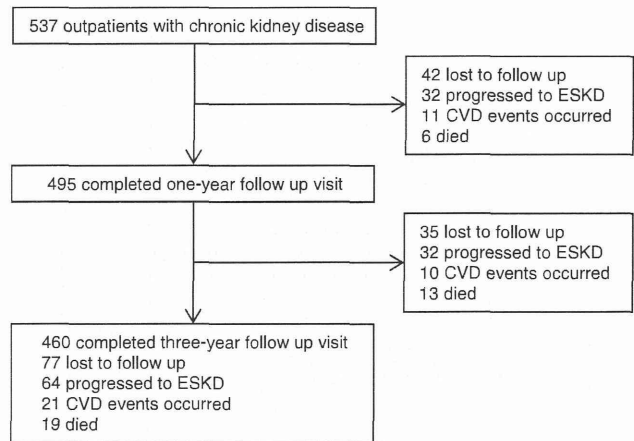 537 outpatients with chronic kidney disease
42 lost to follow up
32 progressed to ESKD
11 CVD events occurred
6 died
495 completed one-year follow up visit
35 lost to follow up
32 progressed to ESKD
10 CVD events occurred
13 died
460 completed three-year follow up visit
77 lost to follow up
64 progressed to ESKD
21 CVD events occurred
19 died